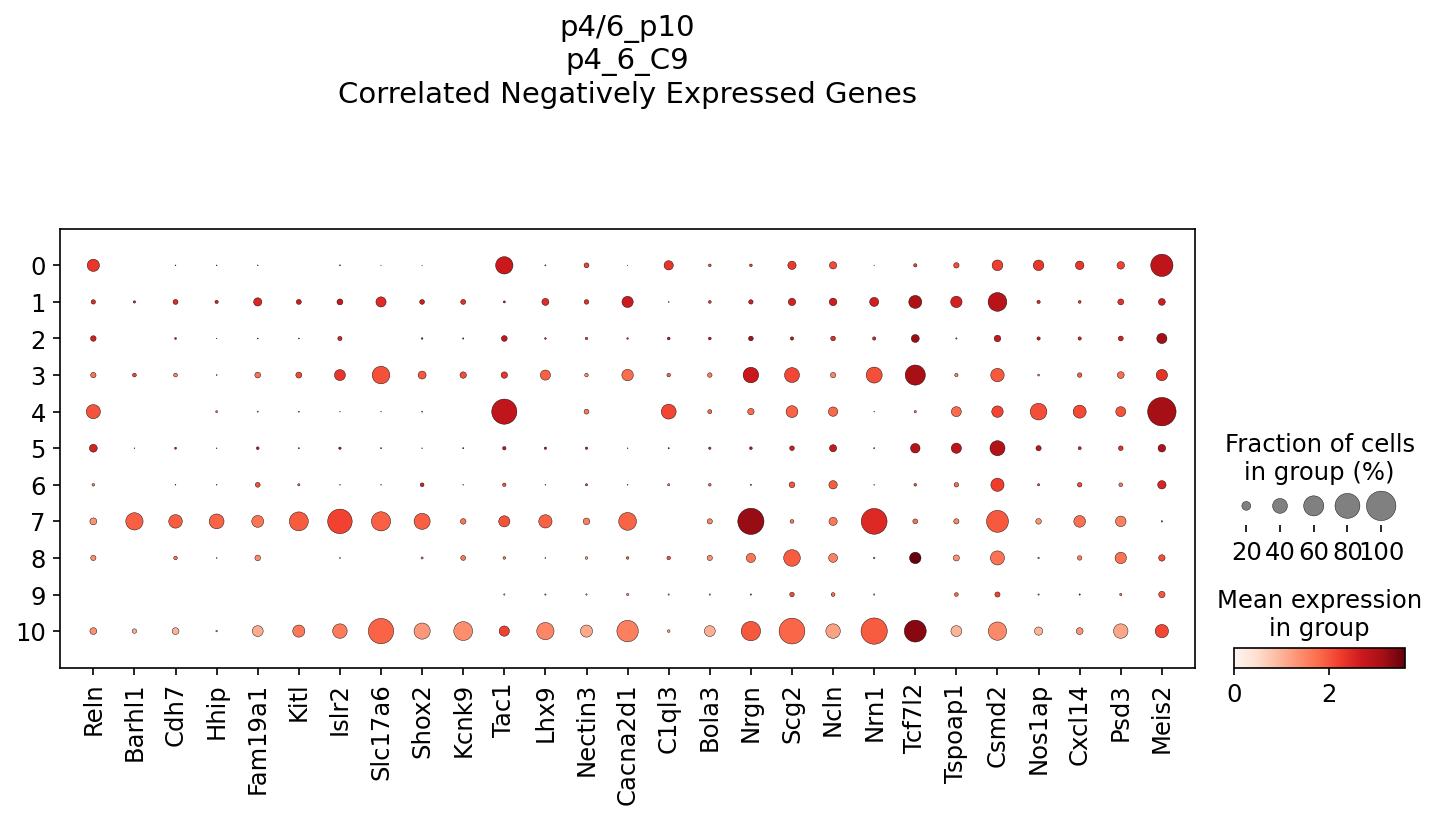 p4/6_p10
p4_6_C9
Correlated Negatively Expressed Genes
0
1
2
3
4
5
6
7
8
9
10
Reln
Barhl1
Cdh7
Hhip
Fam19a1
Kitl
Islr2
Slc17a6
Shox2
Kcnk9
Tac1
Lhx9
Nectin3
Cacna2d1
C1ql3
Bola3
Nrgn
Scg2
Ncln
Nrn1
Tcf7l2
Tspoap1
Csmd2
Nos1ap
Cxcl14
Psd3
Meis2
Fraction of cells
in group (%)
20 40 60 80 100
Mean expression
in group
0 2